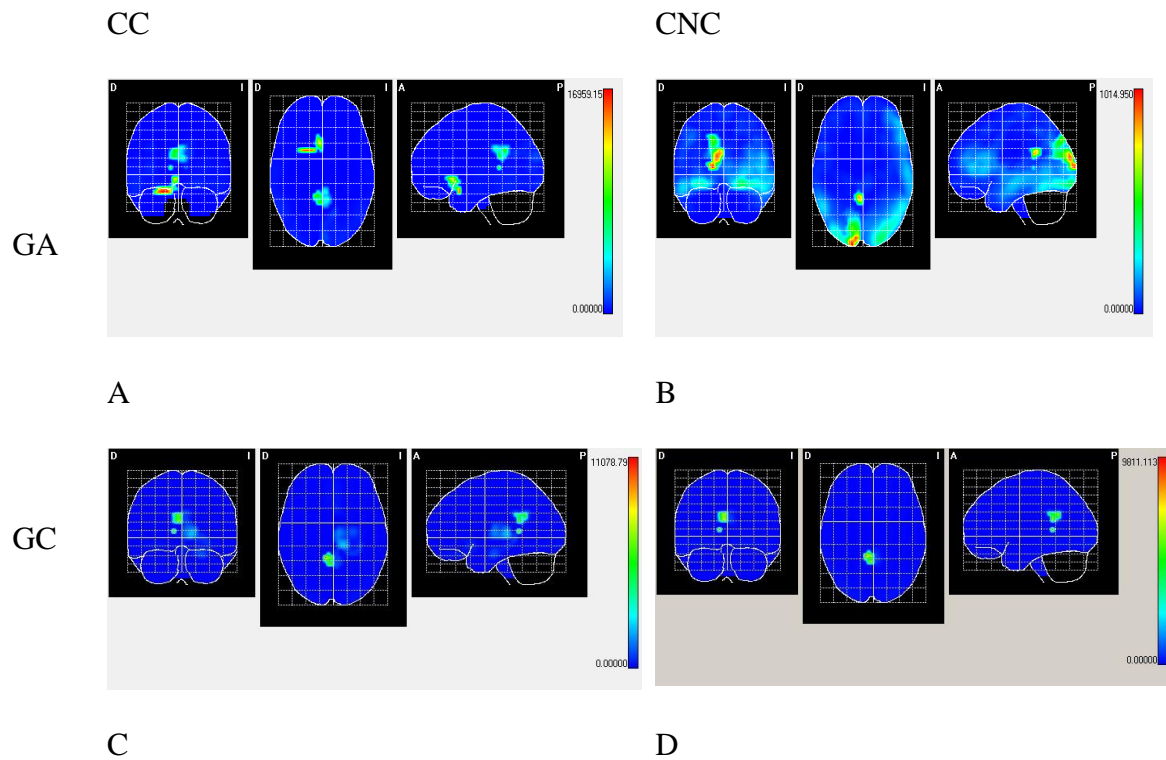 CC CNC
D I D I A P 16959.15
0.00000
D I D I A P 1014.950
0.00000
GA
A B
D I D I A P 11078.79
0.00000
D I D I A P 9811.113
0.00000
GC
C D